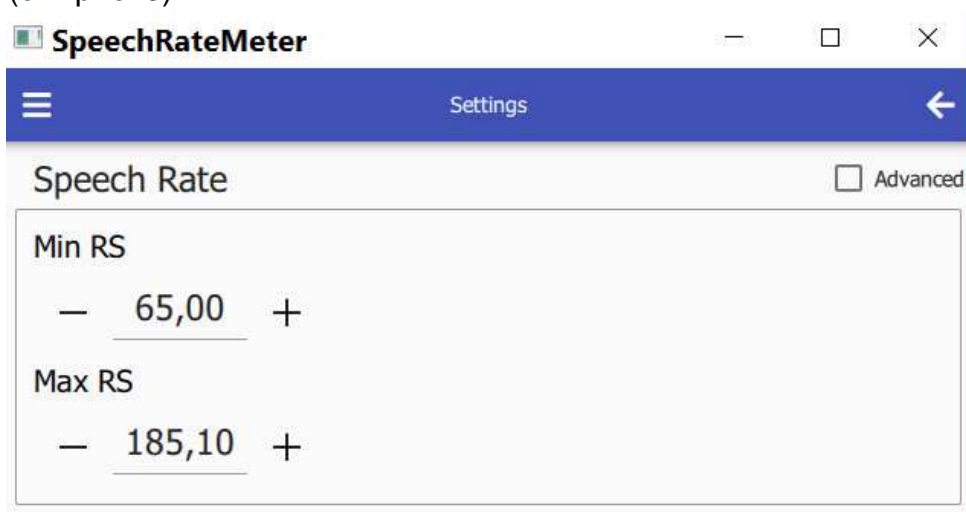 SpeechRateMeter
Settings
Speech Rate
Advanced
Min RS
— 65,00 +
Max RS
— 185,10 +